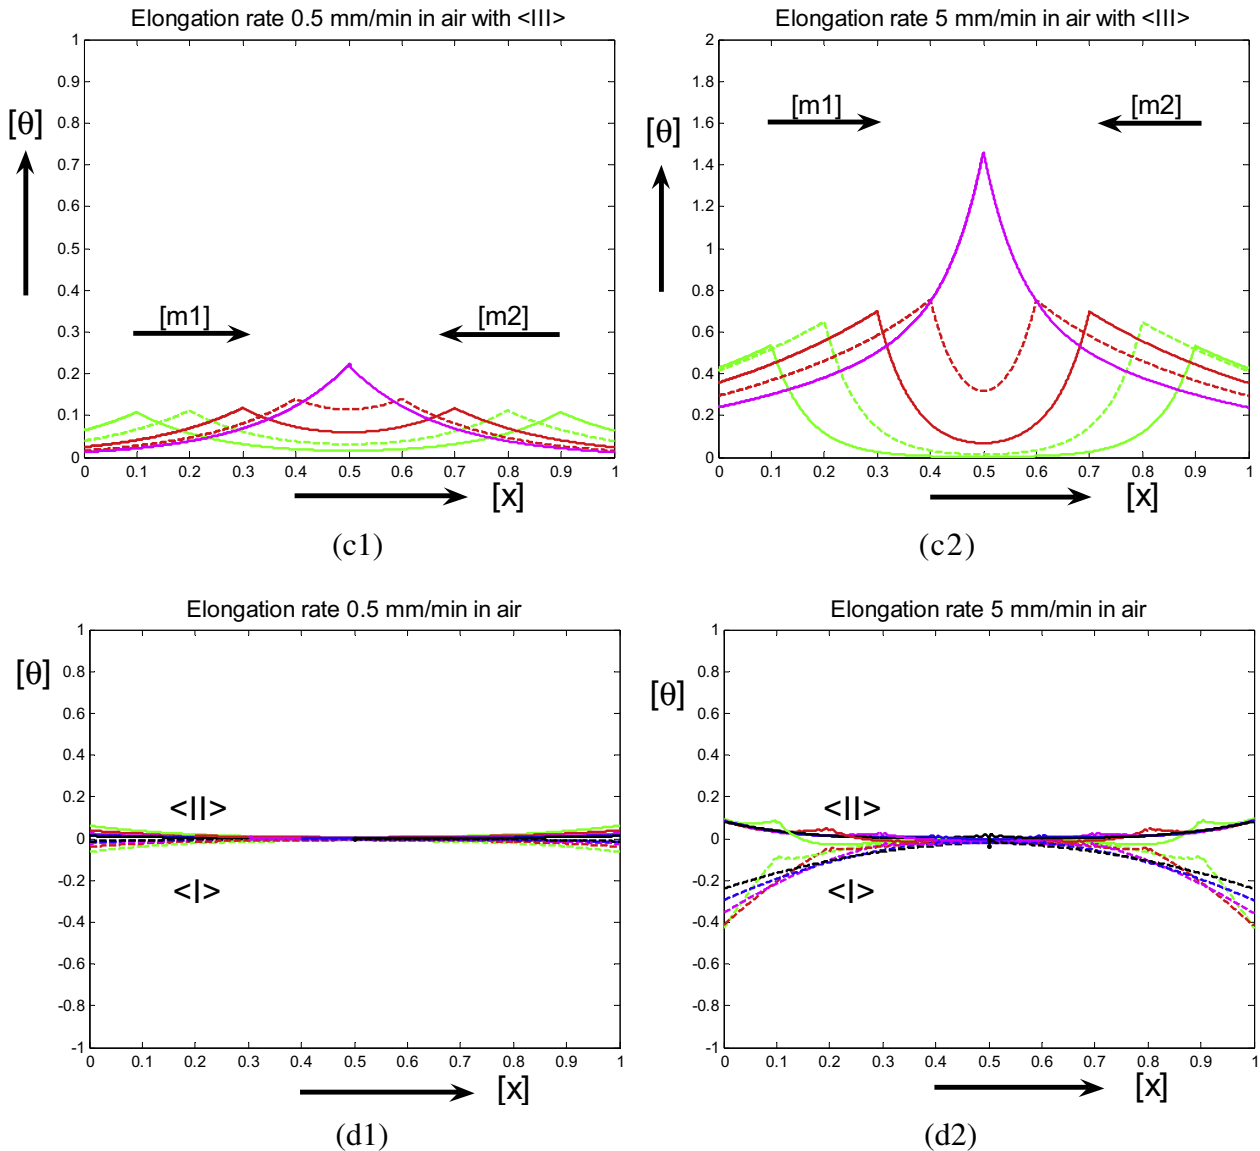 Elongation rate 0.5 mm/min in air with <III>
1
0.9
0.8
0.7
0.6
0.5
0.4
0.3
0.2
0.1
0
[θ]
[m1]
[m2]
0 0.1 0.2 0.3 0.4 0.5 0.6 0.7 0.8 0.9 1
[x]
(c1)
Elongation rate 5 mm/min in air with <III>
2
1.8
1.6
1.4
1.2
1
0.8
0.6
0.4
0.2
0
[θ]
[m1]
[m2]
0 0.1 0.2 0.3 0.4 0.5 0.6 0.7 0.8 0.9 1
[x]
(c2)
Elongation rate 0.5 mm/min in air
1
0.8
0.6
0.4
0.2
0
-0.2
-0.4
-0.6
-0.8
-1
[θ]
<II>
<I>
0 0.1 0.2 0.3 0.4 0.5 0.6 0.7 0.8 0.9 1
[x]
(d1)
Elongation rate 5 mm/min in air
1
0.8
0.6
0.4
0.2
0
-0.2
-0.4
-0.6
-0.8
-1
[θ]
<II>
<I>
0 0.1 0.2 0.3 0.4 0.5 0.6 0.7 0.8 0.9 1
[x]
(d2)